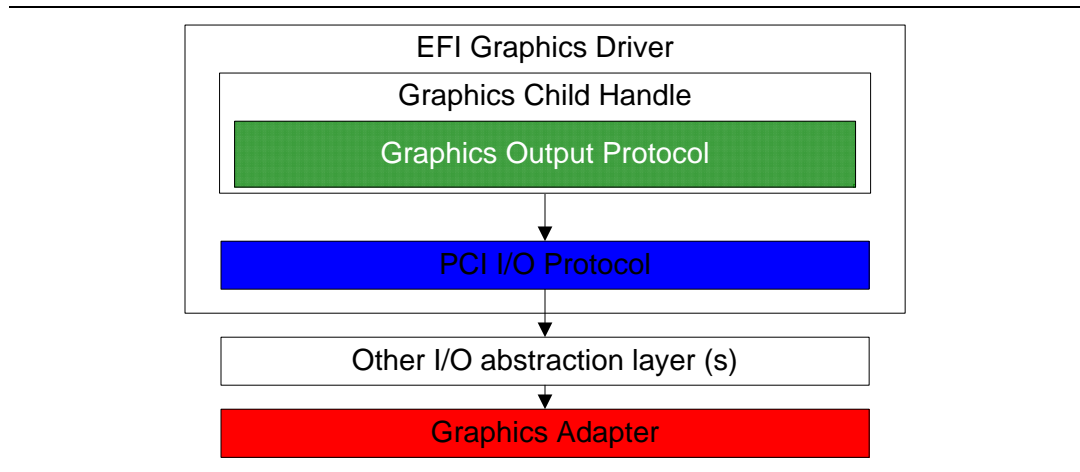 EFI Graphics Driver
Graphics Child Handle
Graphics Output Protocol
PCI I/O Protocol
Other I/O abstraction layer (s)
Graphics Adapter